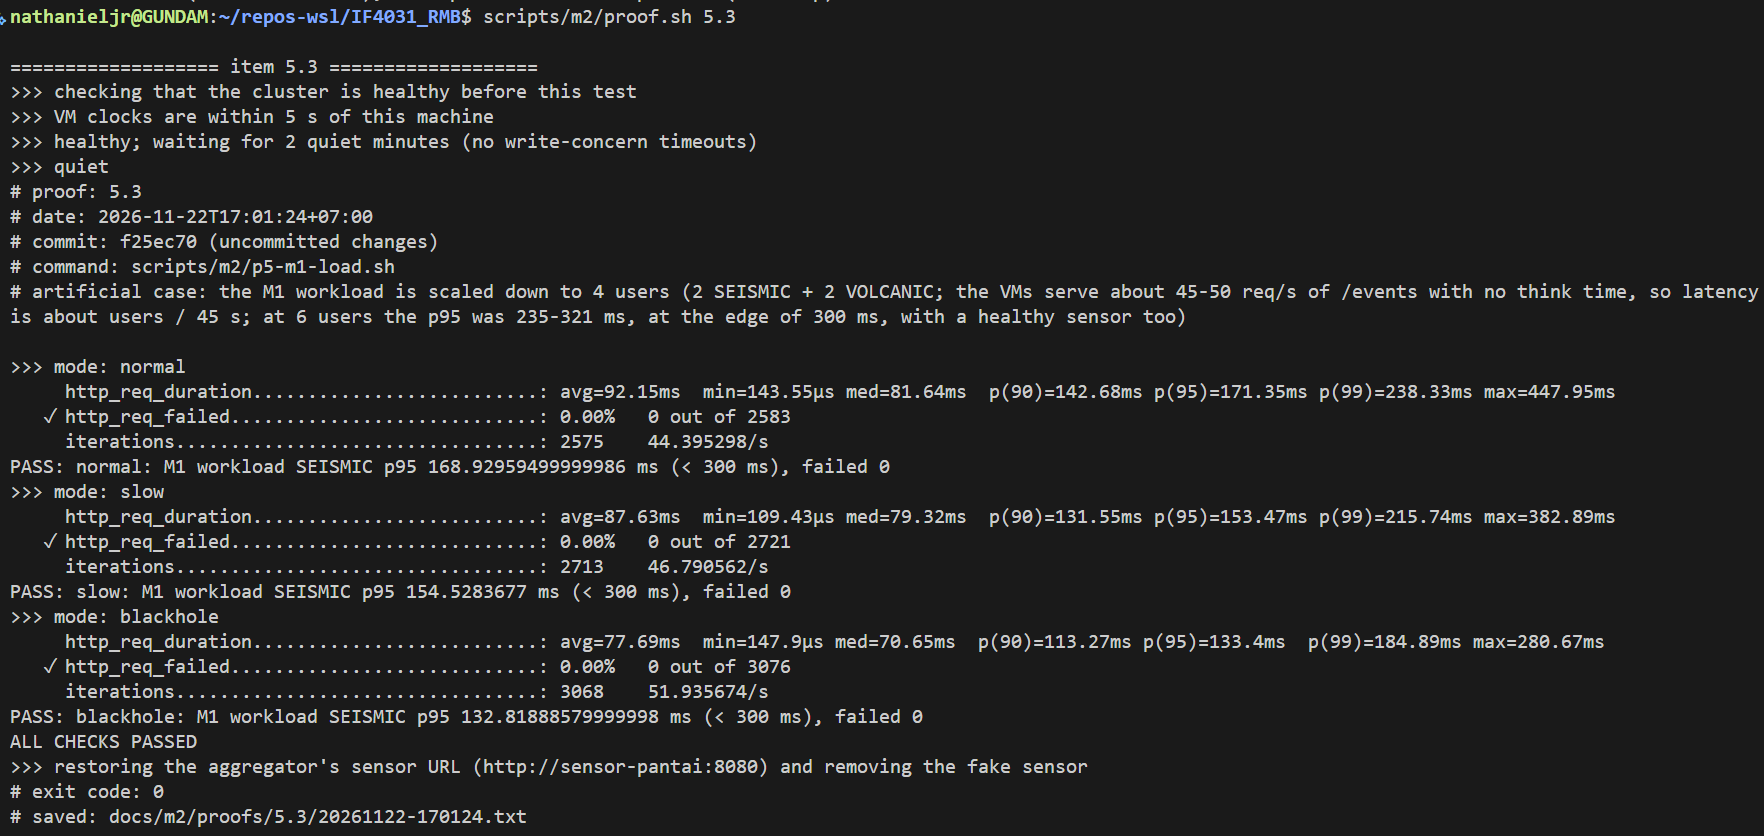 nathanieljr@GUNDAM:~/repos-wsl/IF4031_RMB$ scripts/m2/proof.sh 5.3
=================== item 5.3 ===================
>>> checking that the cluster is healthy before this test
>>> VM clocks are within 5 s of this machine
>>> healthy; waiting for 2 quiet minutes (no write-concern timeouts)
>>> quiet
# proof: 5.3
# date: 2026-11-22T17:01:24+07:00
# commit: f25ec70 (uncommitted changes)
# command: scripts/m2/p5-m1-load.sh
# artificial case: the M1 workload is scaled down to 4 users (2 SEISMIC + 2 VOLCANIC; the VMs serve about 45-50 req/s of /events with no think time, so latency
is about users / 45 s; at 6 users the p95 was 235-321 ms, at the edge of 300 ms, with a healthy sensor too)
>>> mode: normal
http_req_duration..........................: avg=92.15ms  min=143.55µs med=81.64ms  p(90)=142.68ms p(95)=171.35ms p(99)=238.33ms max=447.95ms
✓ http_req_failed............................: 0.00%   0 out of 2583
iterations.................................: 2575    44.395298/s
PASS: normal: M1 workload SEISMIC p95 168.92959499999986 ms (< 300 ms), failed 0
>>> mode: slow
http_req_duration..........................: avg=87.63ms  min=109.43µs med=79.32ms  p(90)=131.55ms p(95)=153.47ms p(99)=215.74ms max=382.89ms
✓ http_req_failed............................: 0.00%   0 out of 2721
iterations.................................: 2713    46.790562/s
PASS: slow: M1 workload SEISMIC p95 154.5283677 ms (< 300 ms), failed 0
>>> mode: blackhole
http_req_duration..........................: avg=77.69ms  min=147.9µs med=70.65ms  p(90)=113.27ms p(95)=133.4ms  p(99)=184.89ms max=280.67ms
✓ http_req_failed............................: 0.00%   0 out of 3076
iterations.................................: 3068    51.935674/s
PASS: blackhole: M1 workload SEISMIC p95 132.81888579999998 ms (< 300 ms), failed 0
ALL CHECKS PASSED
>>> restoring the aggregator's sensor URL (http://sensor-pantai:8080) and removing the fake sensor
# exit code: 0
# saved: docs/m2/proofs/5.3/20261122-170124.txt